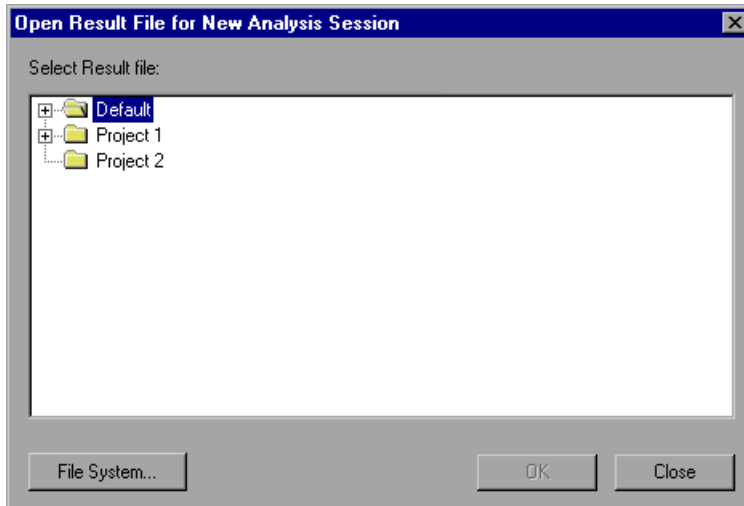 Open Result File for New Analysis Session
Select Result file:
Default
Project 1
Project 2
File System...
OK
Close